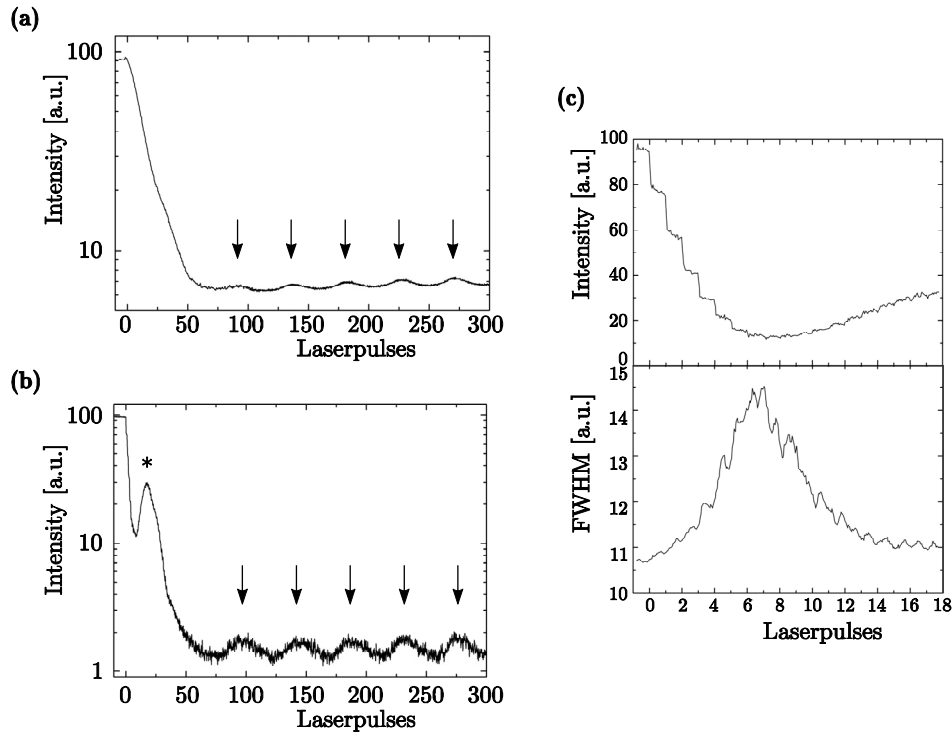 (a)
100
10
Intensity [a.u.]
0 50 100 150 200 250 300
Laserpulses
(b)
100
*
10
1
Intensity [a.u.]
0 50 100 150 200 250 300
Laserpulses
(c)
100
80
60
40
20
0
Intensity [a.u.]
15
14
13
12
11
10
FWHM [a.u.]
0 2 4 6 8 10 12 14 16 18
Laserpulses